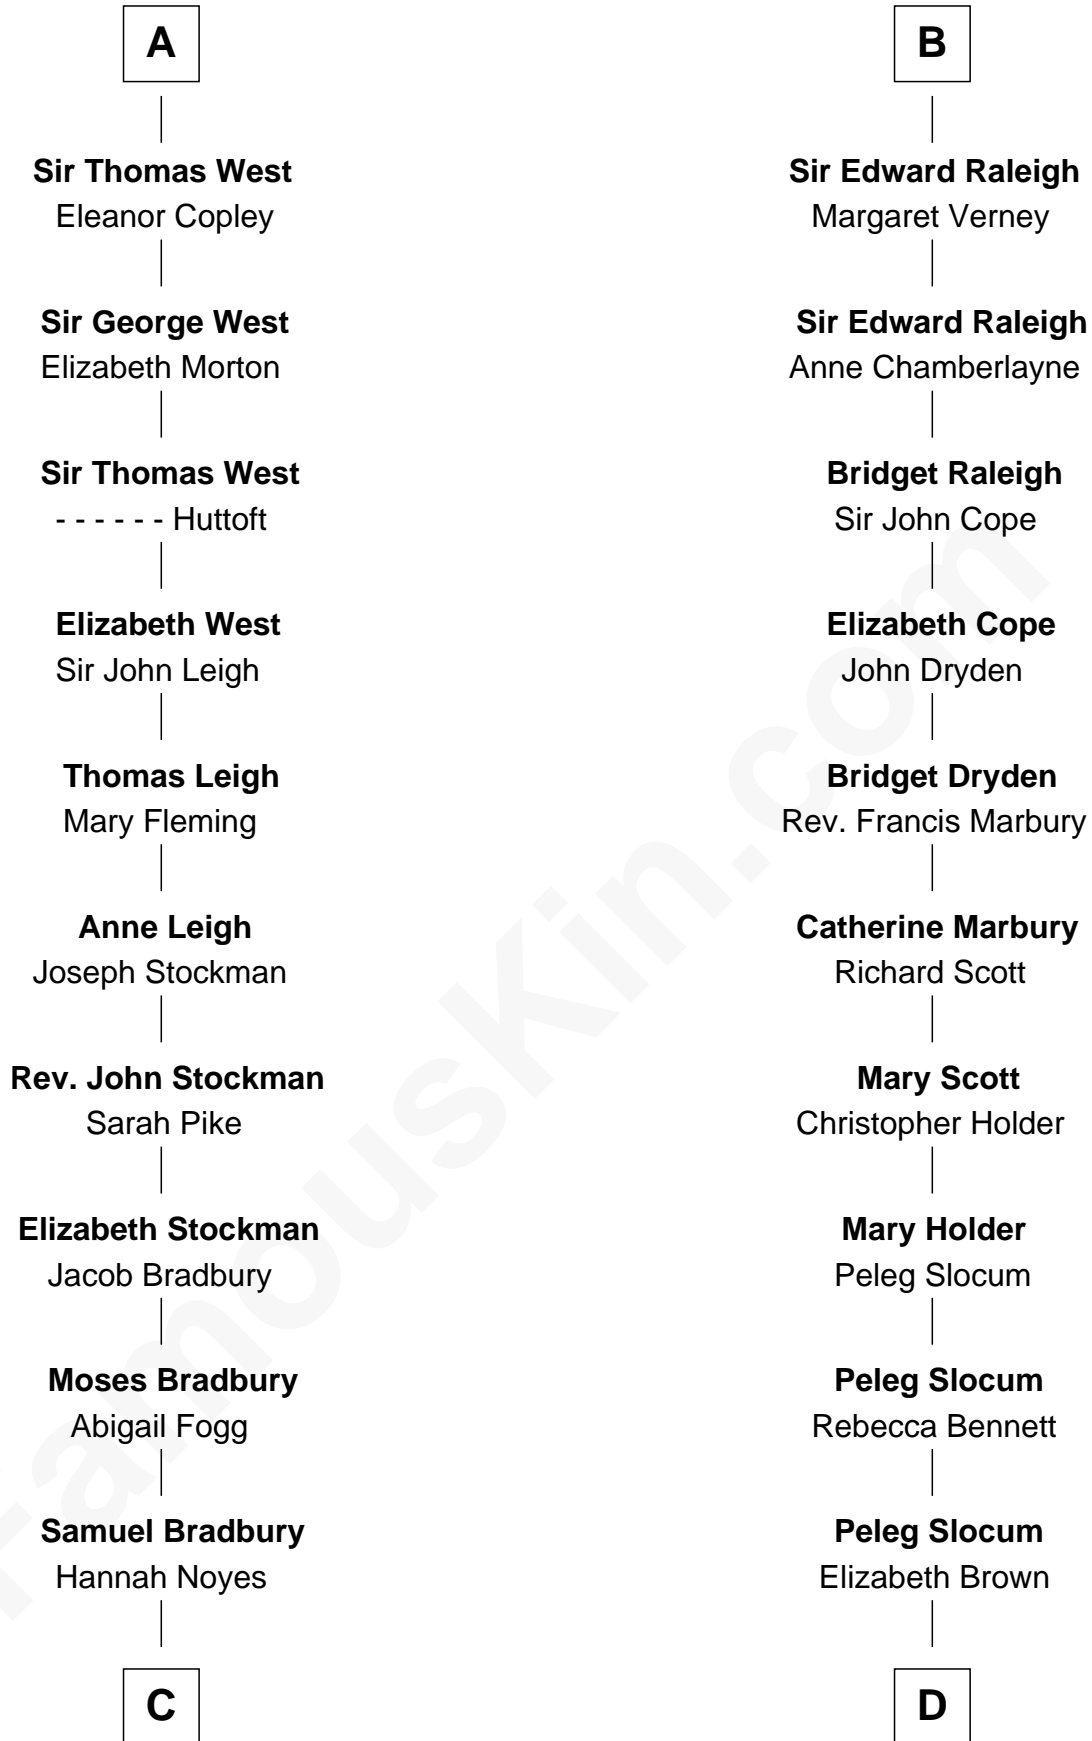 A
Sir Thomas West
Eleanor Copley
Sir George West
Elizabeth Morton
Sir Thomas West
- - - - - - Huttoft
Elizabeth West
Sir John Leigh
Thomas Leigh
Mary Fleming
Anne Leigh
Joseph Stockman
Rev. John Stockman
Sarah Pike
Elizabeth Stockman
Jacob Bradbury
Moses Bradbury
Abigail Fogg
Samuel Bradbury
Hannah Noyes
C
B
Sir Edward Raleigh
Margaret Verney
Sir Edward Raleigh
Anne Chamberlayne
Bridget Raleigh
Sir John Cope
Elizabeth Cope
John Dryden
Bridget Dryden
Rev. Francis Marbury
Catherine Marbury
Richard Scott
Mary Scott
Christopher Holder
Mary Holder
Peleg Slocum
Peleg Slocum
Rebecca Bennett
Peleg Slocum
Elizabeth Brown
D
FamousKin.com